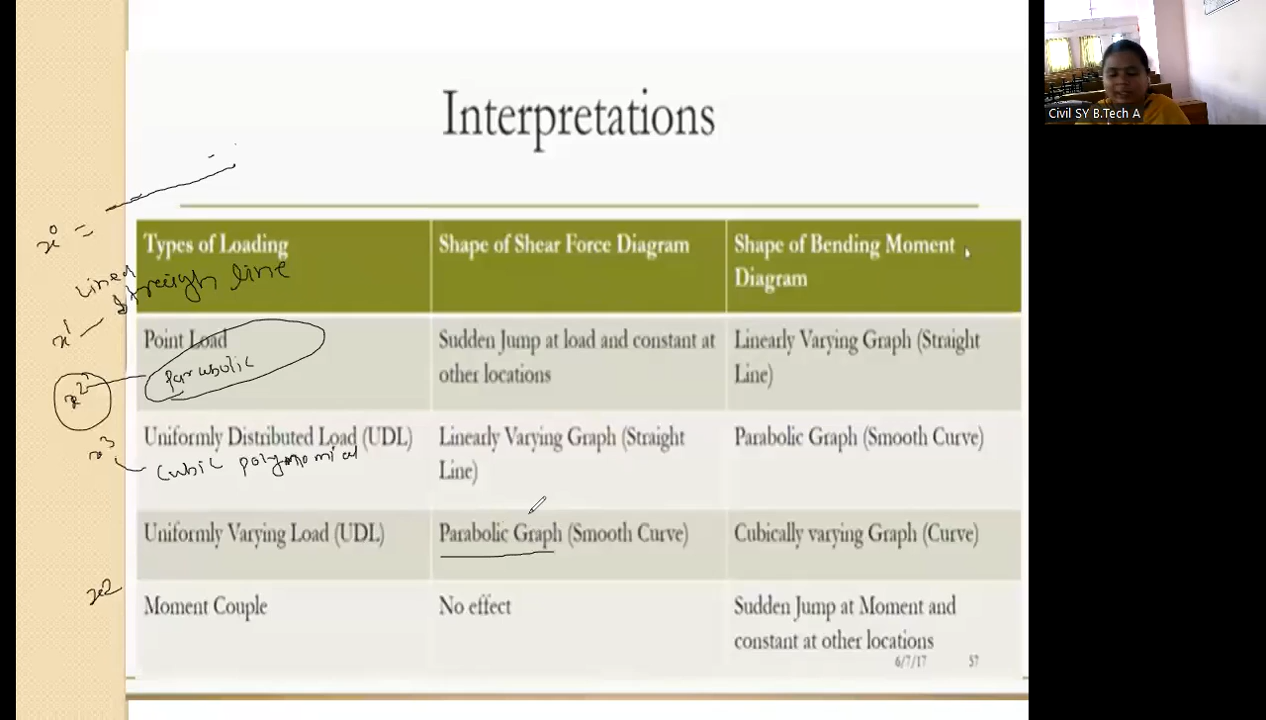 Interpretations
Types of Loading
Shape of Shear Force Diagram
Shape of Bending Moment
Diagram
Point Load
Sudden Jump at load and constant at
other locations
Linearly Varying Graph (Straight
Line)
Uniformly Distributed Load (UDL)
Linearly Varying Graph (Straight
Line)
Parabolic Graph (Smooth Curve)
Uniformly Varying Load (UDL)
Parabolic Graph (Smooth Curve)
Cubically varying Graph (Curve)
Moment Couple
No effect
Sudden Jump at Moment and
constant at other locations
6/7/17
57
x⁰ =
line
x¹
x²
parabolic
x³
cubic polynomial
x2
Civil SY B.Tech A